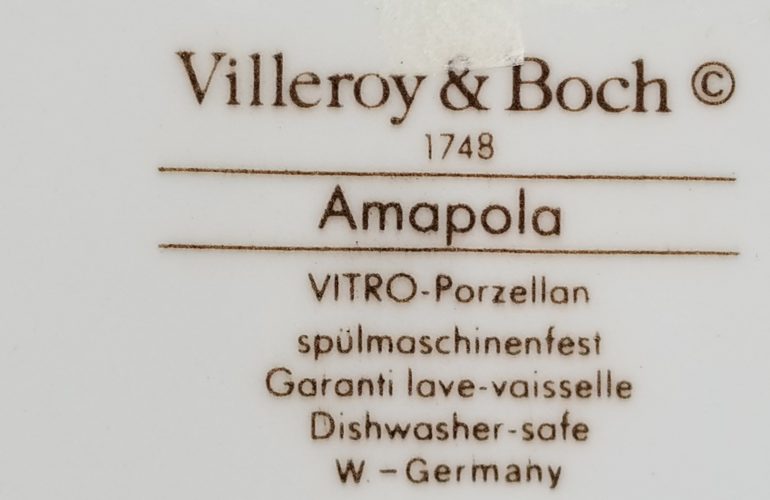 Villeroy & Boch ©
1748
Amapola
VITRO-Porzellan
spülmaschinenfest
Garanti lave-vaisselle
Dishwasher-safe
W.-Germany